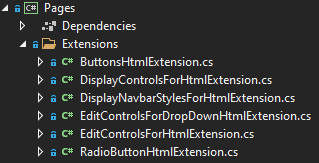 C# Pages
Dependencies
Extensions
C# ButtonsHtmlExtension.cs
C# DisplayControlsForHtmlExtension.cs
C# DisplayNavbarStylesForHtmlExtension.cs
C# EditControlsForDropDownHtmlExtension.cs
C# EditControlsForHtmlExtension.cs
C# RadioButtonHtmlExtension.cs